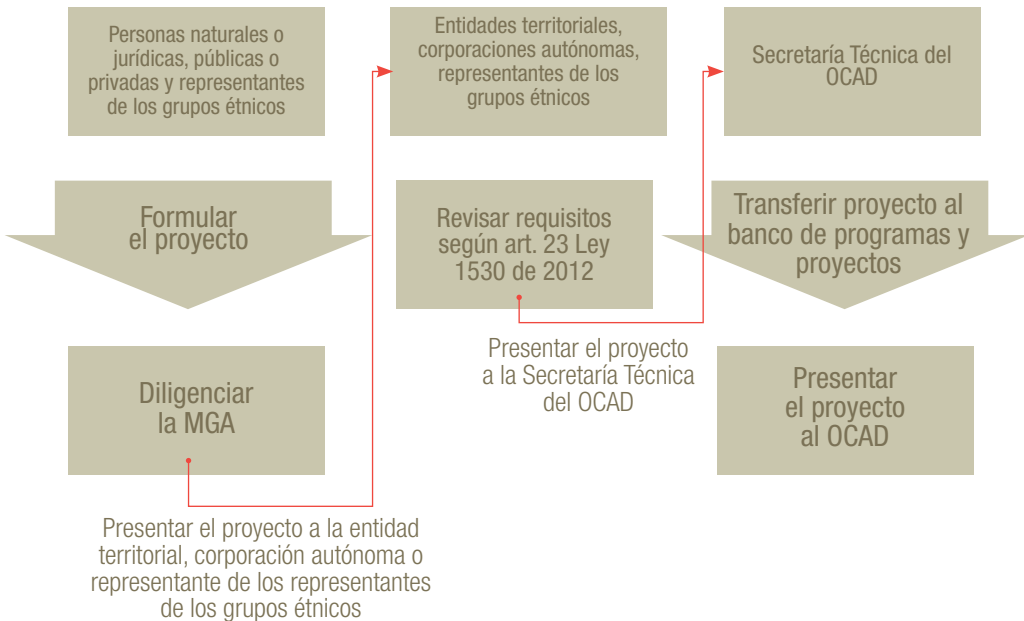 Personas naturales o
jurídicas, públicas o
privadas y representantes
de los grupos étnicos
Formular
el proyecto
Diligenciar
la MGA
Presentar el proyecto a la entidad
territorial, corporación autónoma o
representante de los representantes
de los grupos étnicos
Entidades territoriales,
corporaciones autónomas,
representantes de los
grupos étnicos
Revisar requisitos
según art. 23 Ley
1530 de 2012
Presentar el proyecto
a la Secretaría Técnica
del OCAD
Secretaría Técnica del
OCAD
Transferir proyecto al
banco de programas y
proyectos
Presentar
el proyecto
al OCAD